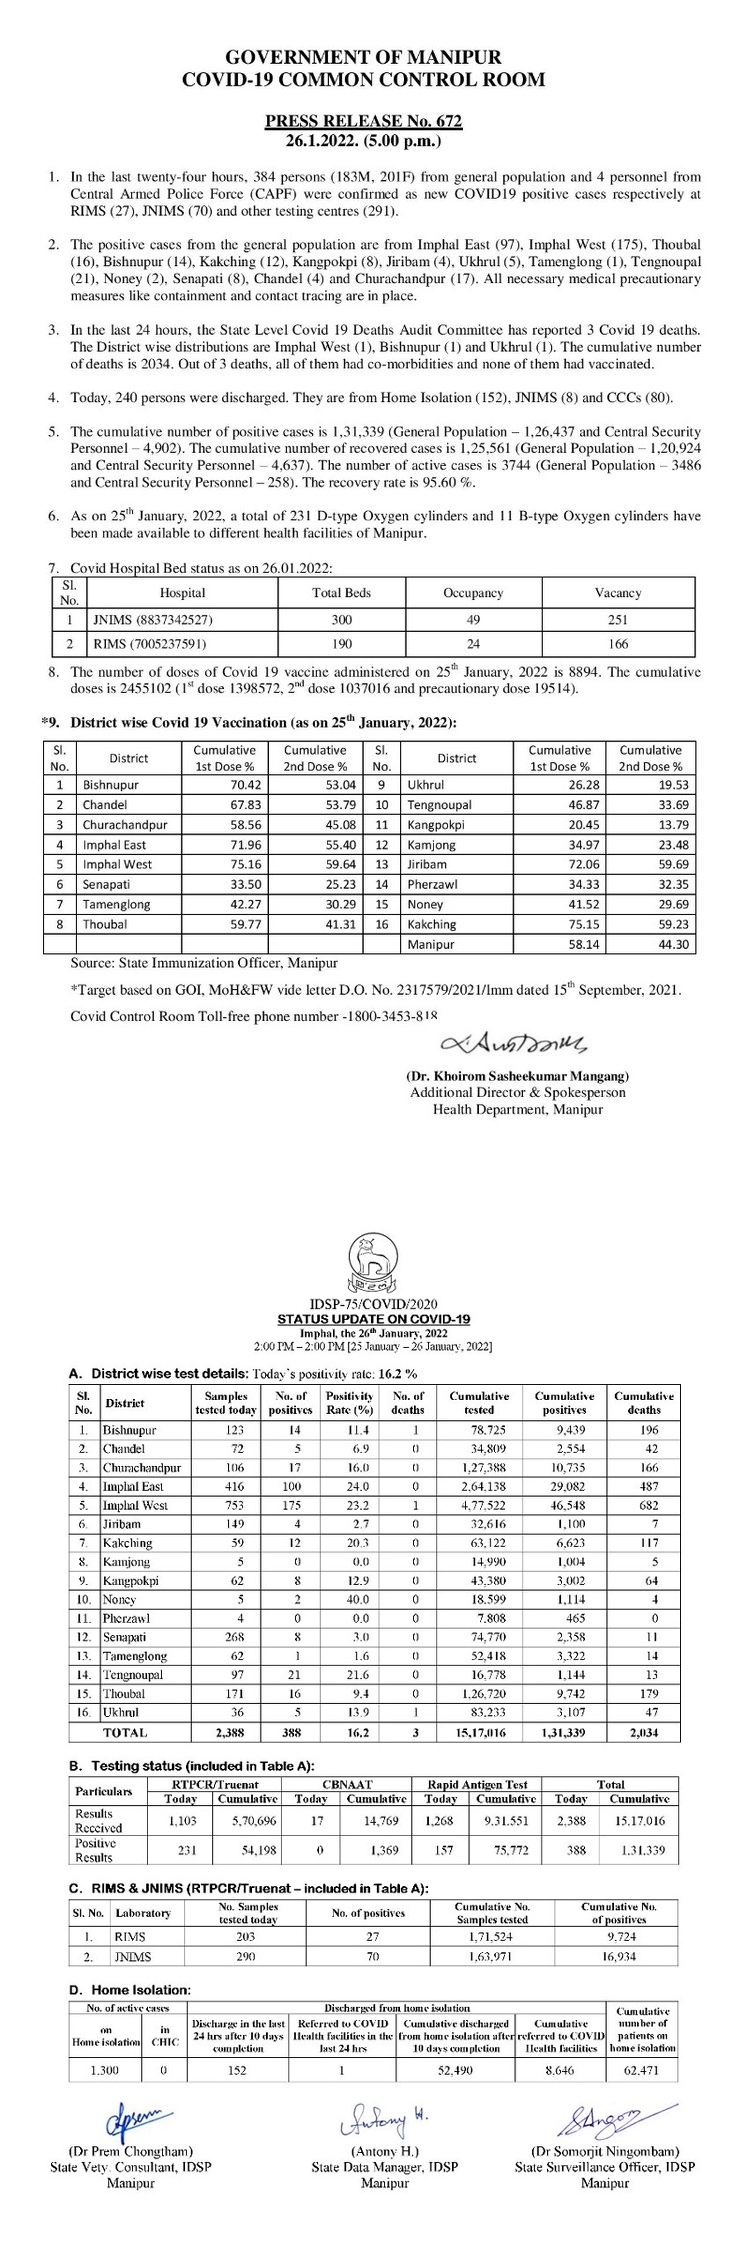 GOVERNMENT OF MANIPUR
COVID-19 COMMON CONTROL ROOM
PRESS RELEASE No. 672
26.1.2022. (5.00 p.m.)
1. In the last twenty-four hours, 384 persons (183M, 201F) from general population and 4 personnel from
Central Armed Police Force (CAPF) were confirmed as new COVID19 positive cases respectively at
RIMS (27), JNIMS (70) and other testing centres (291).
2. The positive cases from the general population are from Imphal East (97), Imphal West (175), Thoubal
(16), Bishnupur (14), Kakching (12), Kangpokpi (8), Jiribam (4), Ukhrul (5), Tamenglong (1), Tengnoupal
(21), Noney (2), Senapati (8), Chandel (4) and Churachandpur (17). All necessary medical precautionary
measures like containment and contact tracing are in place.
3. In the last 24 hours, the State Level Covid 19 Deaths Audit Committee has reported 3 Covid 19 deaths.
The District wise distributions are Imphal West (1), Bishnupur (1) and Ukhrul (1). The cumulative number
of deaths is 2034. Out of 3 deaths, all of them had co-morbidities and none of them had vaccinated.
4. Today, 240 persons were discharged. They are from Home Isolation (152), JNIMS (8) and CCCs (80).
5. The cumulative number of positive cases is 1,31,339 (General Population – 1,26,437 and Central Security
Personnel – 4,902). The cumulative number of recovered cases is 1,25,561 (General Population – 1,20,924
and Central Security Personnel – 4,637). The number of active cases is 3744 (General Population – 3486
and Central Security Personnel – 258). The recovery rate is 95.60 %.
6. As on 25th January, 2022, a total of 231 D-type Oxygen cylinders and 11 B-type Oxygen cylinders have
been made available to different health facilities of Manipur.
7. Covid Hospital Bed status as on 26.01.2022:
Sl. No. Hospital Total Beds Occupancy Vacancy
1 JNIMS (8837342527) 300 49 251
2 RIMS (7005237591) 190 24 166
8. The number of doses of Covid 19 vaccine administered on 25th January, 2022 is 8894. The cumulative
doses is 2455102 (1st dose 1398572, 2nd dose 1037016 and precautionary dose 19514).
*9. District wise Covid 19 Vaccination (as on 25th January, 2022):
Sl. No. District Cumulative 1st Dose % Cumulative 2nd Dose % Sl. No. District Cumulative 1st Dose % Cumulative 2nd Dose %
1 Bishnupur 70.42 53.04 9 Ukhrul 26.28 19.53
2 Chandel 67.83 53.79 10 Tengnoupal 46.87 33.69
3 Churachandpur 58.56 45.08 11 Kangpokpi 20.45 13.79
4 Imphal East 71.96 55.40 12 Kamjong 34.97 23.48
5 Imphal West 75.16 59.64 13 Jiribam 72.06 59.69
6 Senapati 33.50 25.23 14 Pherzawl 34.33 32.35
7 Tamenglong 42.27 30.29 15 Noney 41.52 29.69
8 Thoubal 59.77 41.31 16 Kakching 75.15 59.23
Manipur 58.14 44.30
Source: State Immunization Officer, Manipur
*Target based on GOI, MoH&FW vide letter D.O. No. 2317579/2021/Imm dated 15th September, 2021.
Covid Control Room Toll-free phone number -1800-3453-818
(Dr. Khoirom Sasheekumar Mangang)
Additional Director & Spokesperson
Health Department, Manipur
IDSP-75/COVID/2020
STATUS UPDATE ON COVID-19
Imphal, the 26th January, 2022
2:00 PM – 2:00 PM [25 January – 26 January, 2022]
A. District wise test details: Today's positivity rate: 16.2 %
Sl. No. District Samples tested today No. of positives Positivity Rate (%) No. of deaths Cumulative tested Cumulative positives Cumulative deaths
1. Bishnupur 123 14 11.4 1 78,725 9,439 196
2. Chandel 72 5 6.9 0 34,809 2,554 42
3. Churachandpur 106 17 16.0 0 1,27,388 10,735 166
4. Imphal East 416 100 24.0 0 2,64,138 29,082 487
5. Imphal West 753 175 23.2 1 4,77,522 46,548 682
6. Jiribam 149 4 2.7 0 32,616 1,100 7
7. Kakching 59 12 20.3 0 63,122 6,623 117
8. Kamjong 5 0 0.0 0 14,990 1,004 5
9. Kangpokpi 62 8 12.9 0 43,380 3,002 64
10. Noney 5 2 40.0 0 18,599 1,114 4
11. Pherzawl 4 0 0.0 0 7,808 465 0
12. Senapati 268 8 3.0 0 74,770 2,358 11
13. Tamenglong 62 1 1.6 0 52,418 3,322 14
14. Tengnoupal 97 21 21.6 0 16,778 1,144 13
15. Thoubal 171 16 9.4 0 1,26,720 9,742 179
16. Ukhrul 36 5 13.9 1 83,233 3,107 47
TOTAL 2,388 388 16.2 3 15,17,016 1,31,339 2,034
B. Testing status (included in Table A):
Particulars RTPCR/Truenat CBNAAT Rapid Antigen Test Total
Today Cumulative Today Cumulative Today Cumulative Today Cumulative
Results Received 1,103 5,70,696 17 14,769 1,268 9,31,551 2,388 15,17,016
Positive Results 231 54,198 0 1,369 157 75,772 388 1,31,339
C. RIMS & JNIMS (RTPCR/Truenat – included in Table A):
Sl. No. Laboratory No. Samples tested today No. of positives Cumulative No. Samples tested Cumulative No. of positives
1. RIMS 203 27 1,71,524 9,724
2. JNIMS 290 70 1,63,971 16,934
D. Home Isolation:
No. of active cases Discharged from home isolation Cumulative number of patients on home isolation
on Home isolation in CHIC Discharge in the last 24 hrs after 10 days completion Referred to COVID Health facilities in the last 24 hrs Cumulative discharged from home isolation after 10 days completion Cumulative referred to COVID Health facilities
1,300 0 152 1 52,490 8,646 62,471
Antony H.
(Dr Prem Chongtham) (Antony H.) (Dr Somorjit Ningombam)
State Vety. Consultant, IDSP State Data Manager, IDSP State Surveillance Officer, IDSP
Manipur Manipur Manipur